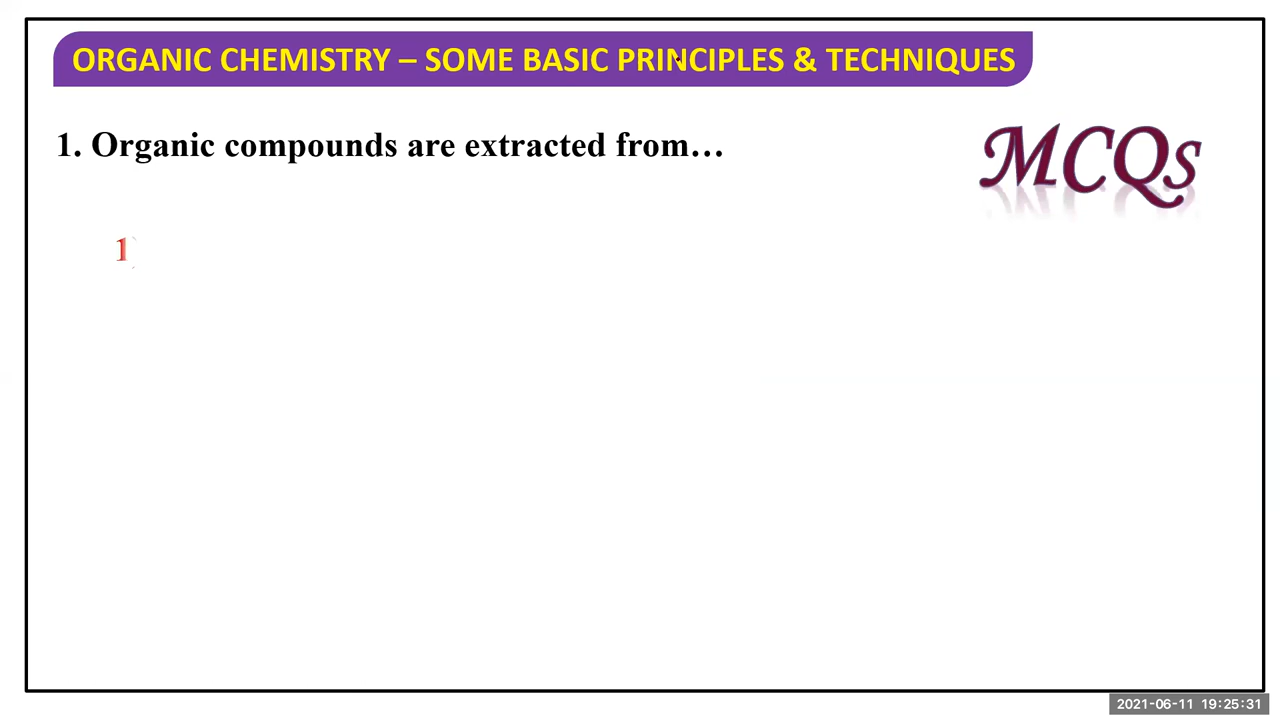 ORGANIC CHEMISTRY – SOME BASIC PRINCIPLES & TECHNIQUES
1. Organic compounds are extracted from…
MCQs
1)
2021-06-11 19:25:31